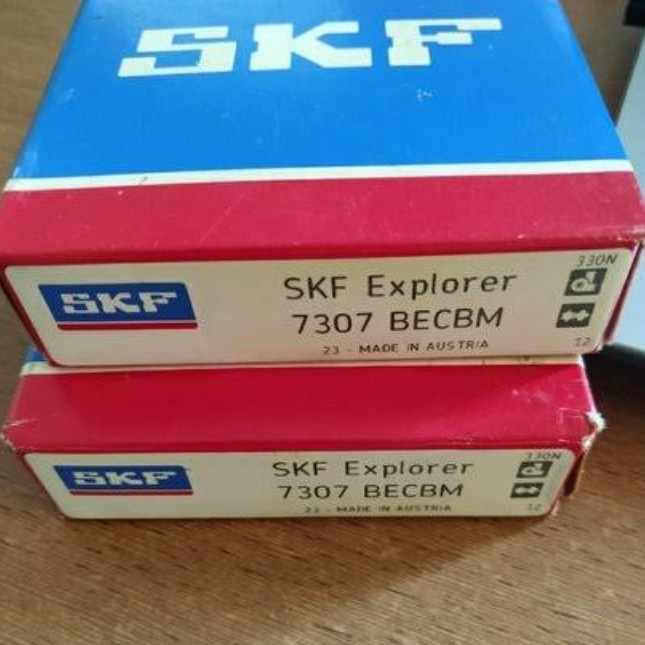 SKF
SKF
SKF Explorer
7307 BECBM
23 - MADE IN AUSTRIA
330N
12
SKF
SKF Explorer
7307 BECBM
23 - MADE IN AUSTRIA
330N
12